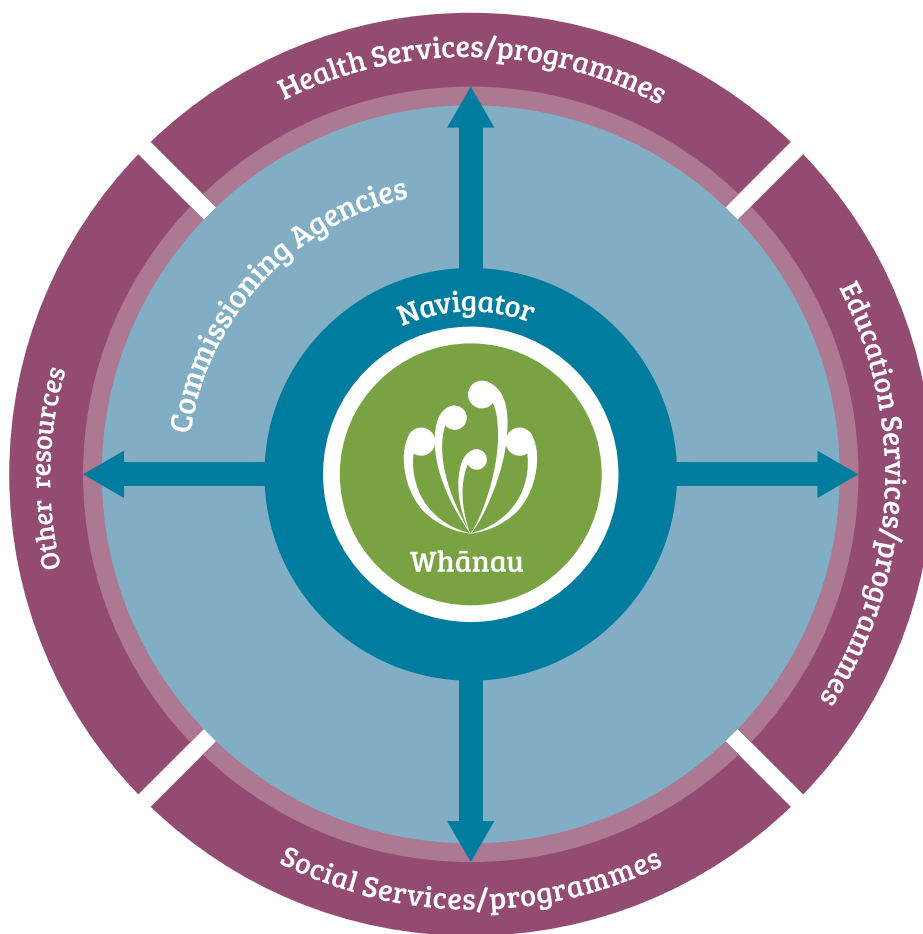 Health Services/programmes
Commissioning Agencies
Navigator
Education Services/programmes
Other resources
Whānau
Social Services/programmes